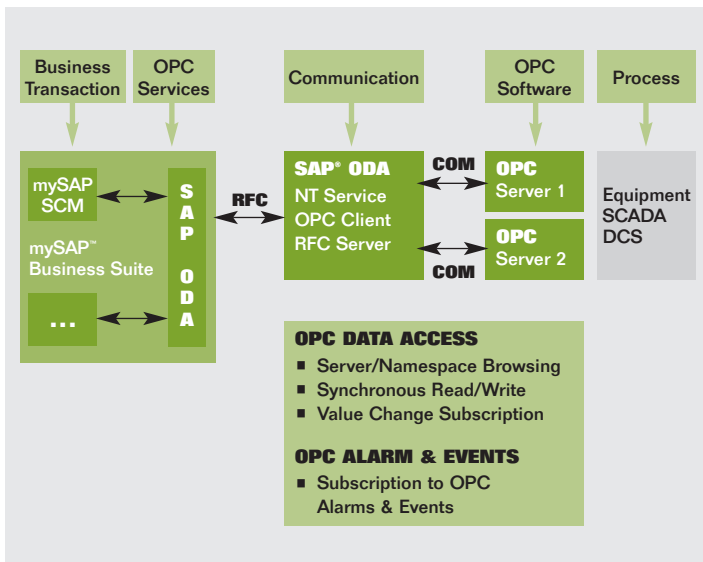 Business
Transaction
OPC
Services
Communication
OPC
Software
Process
mySAP
SCM
mySAP™
Business Suite
...
S
A
P
O
D
A
RFC
SAP® ODA
NT Service
OPC Client
RFC Server
COM
COM
OPC
Server 1
OPC
Server 2
Equipment
SCADA
DCS
OPC DATA ACCESS
▪ Server/Namespace Browsing
▪ Synchronous Read/Write
▪ Value Change Subscription
OPC ALARM & EVENTS
▪ Subscription to OPC
Alarms & Events